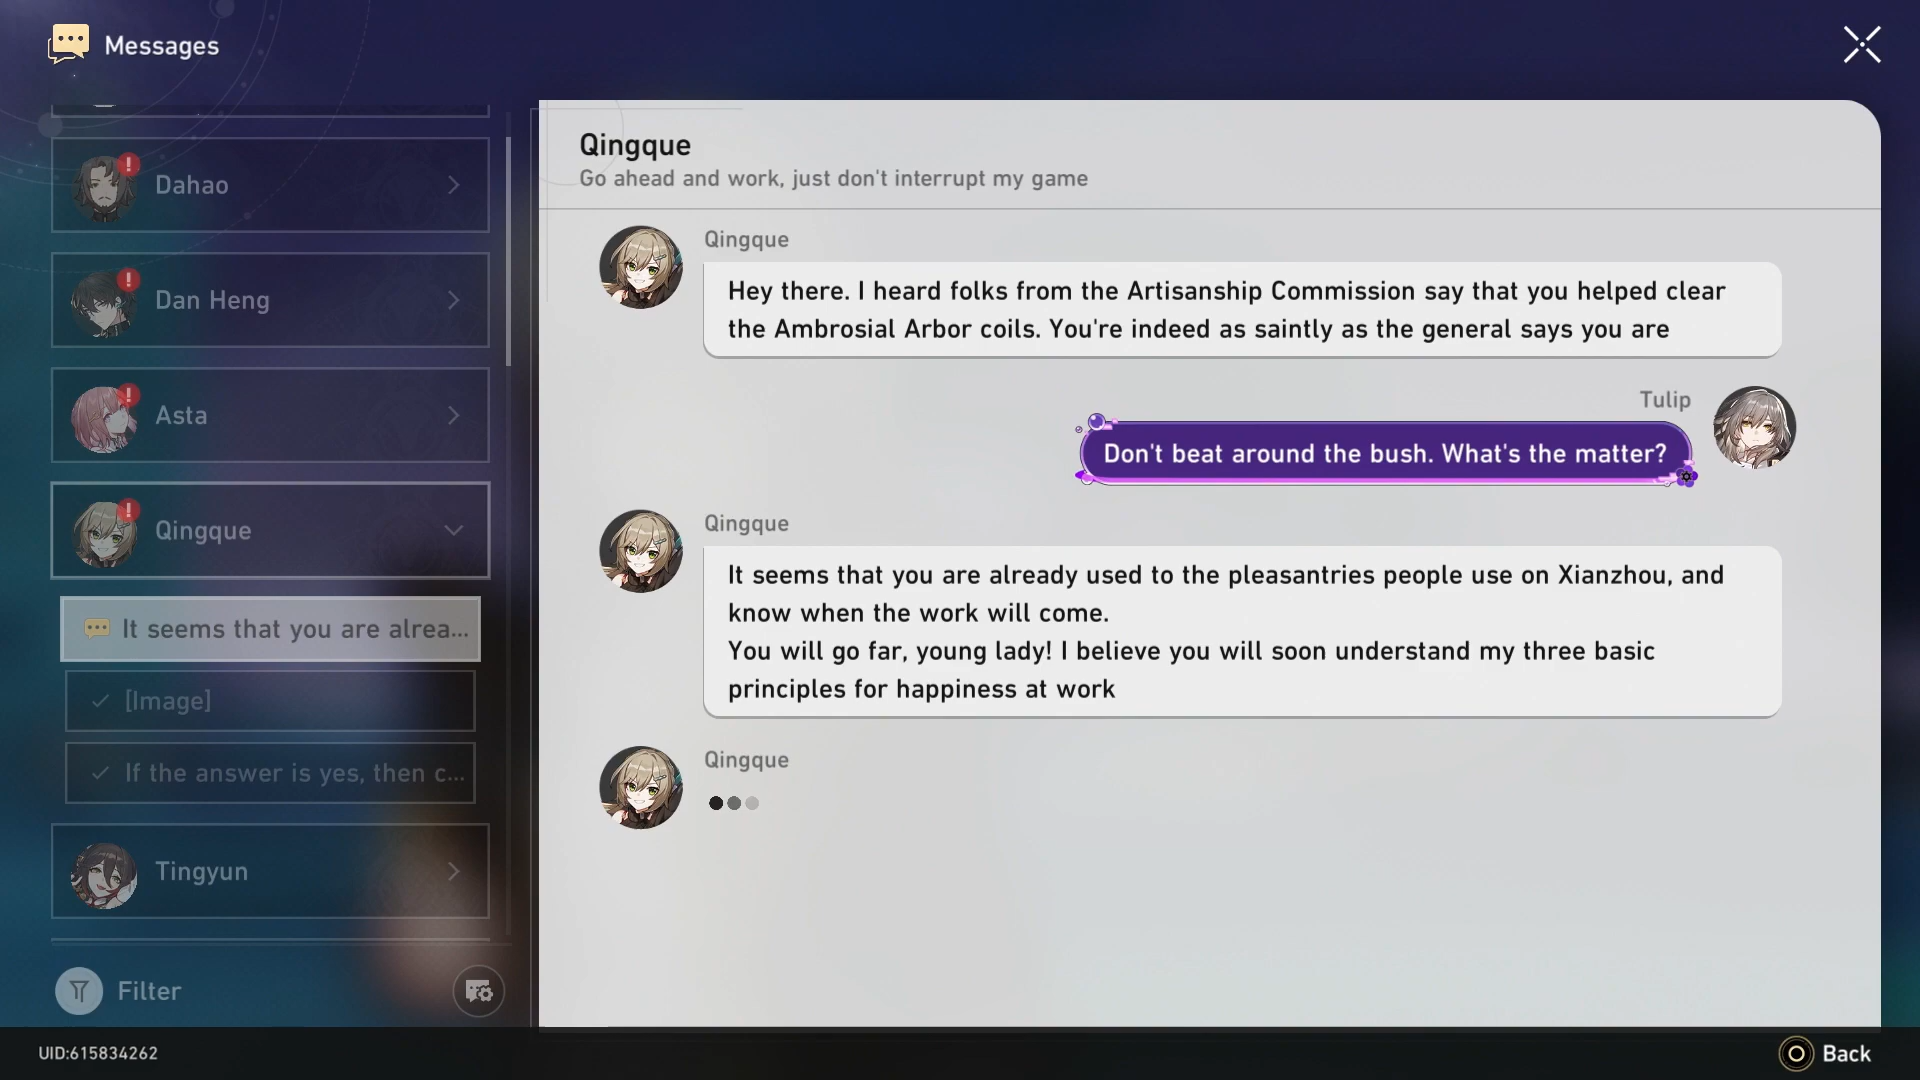 Messages
Dahao
Dan Heng
Asta
Qingque
It seems that you are alrea...
[Image]
If the answer is yes, then c...
Tingyun
Filter
Qingque
Go ahead and work, just don't interrupt my game
Qingque
Hey there. I heard folks from the Artisanship Commission say that you helped clear
the Ambrosial Arbor coils. You're indeed as saintly as the general says you are
Tulip
Don't beat around the bush. What's the matter?
Qingque
It seems that you are already used to the pleasantries people use on Xianzhou, and
know when the work will come.
You will go far, young lady! I believe you will soon understand my three basic
principles for happiness at work
Qingque
UID:615834262
Back